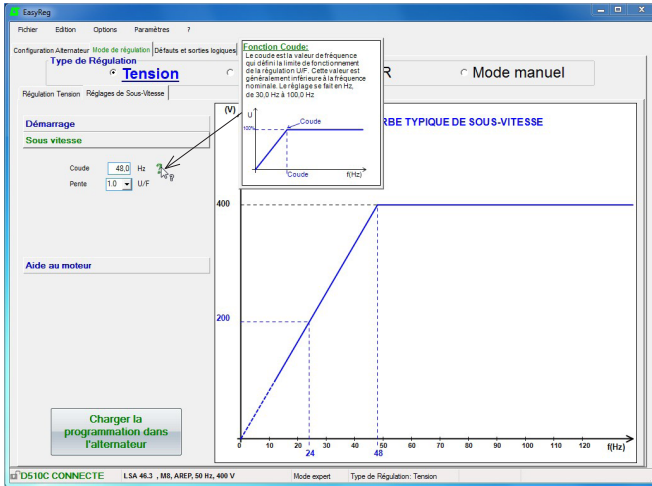 EasyReg
Fichier Edition Options Paramètres ?
Configuration Alternateur Mode de régulation Défauts et sorties logiques
Type de Régulation
Tension R Mode manuel
Régulation Tension Réglages de Sous-Vitesse
Fonction Coude:
Le coude est la valeur de fréquence
qui défini la limite de fonctionnement
de la régulation U/F. Cette valeur est
généralement inférieure à la fréquence
nominale. Le réglage se fait en Hz,
de 30,0 Hz à 100,0 Hz
U
Coude
100%
Coude f(Hz)
Démarrage
Sous vitesse
Coude 48,0 Hz ?
Pente 1.0 U/F
Aide au moteur
Charger la
programmation dans
l'alternateur
(V) RBE TYPIQUE DE SOUS-VITESSE
400
200
0 10 20 30 40 50 60 70 80 90 100 110 120 f(Hz)
24 48
D510C CONNECTE LSA 46.3 , M8, AREP, 50 Hz, 400 V Mode expert Type de Régulation: Tension